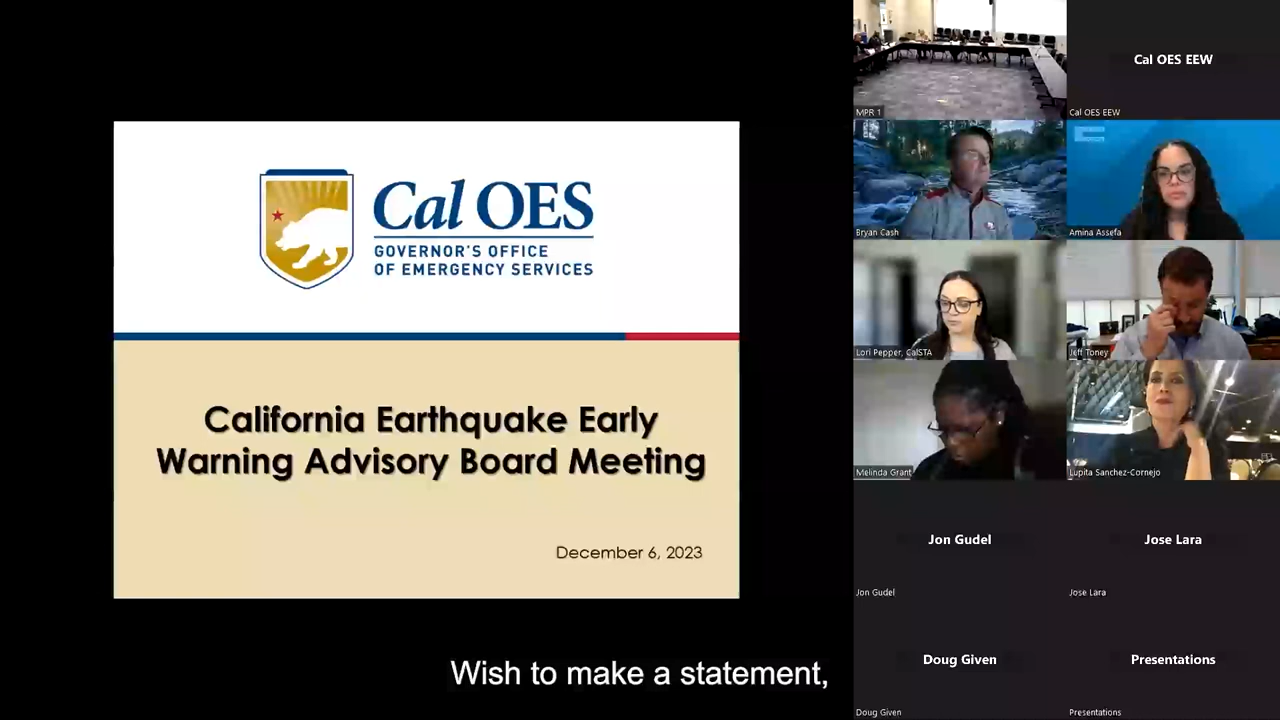 Cal OES
GOVERNOR'S OFFICE
OF EMERGENCY SERVICES
California Earthquake Early
Warning Advisory Board Meeting
December 6, 2023
Wish to make a statement,
MPR 1
Cal OES EEW
Cal OES EEW
Bryan Cash
Amina Assefa
Lori Pepper, CalSTA
Jeff Toney
Melinda Grant
Lupita Sanchez-Cornejo
Jon Gudel
Jon Gudel
Jose Lara
Jose Lara
Doug Given
Doug Given
Presentations
Presentations